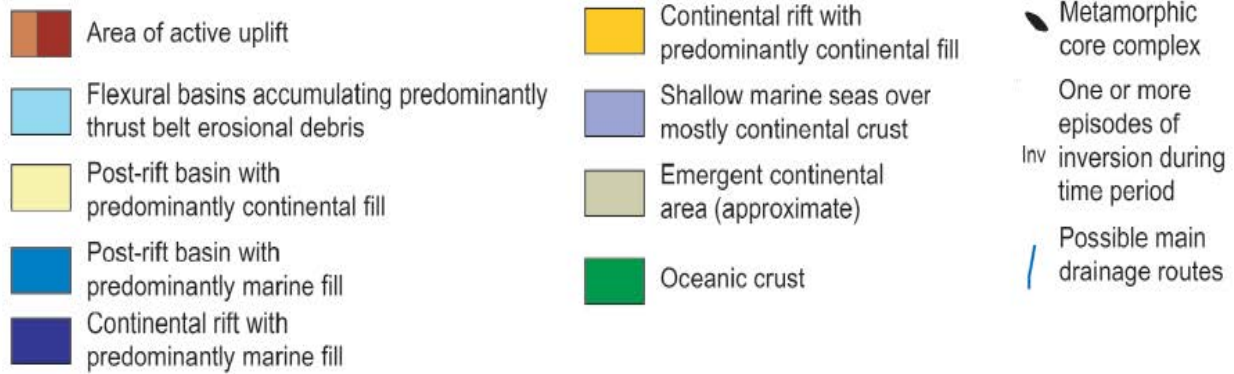 Area of active uplift
Flexural basins accumulating predominantly
thrust belt erosional debris
Post-rift basin with
predominantly continental fill
Post-rift basin with
predominantly marine fill
Continental rift with
predominantly marine fill
Continental rift with
predominantly continental fill
Shallow marine seas over
mostly continental crust
Emergent continental
area (approximate)
Oceanic crust
Metamorphic
core complex
One or more
episodes of
Inv inversion during
time period
Possible main
drainage routes